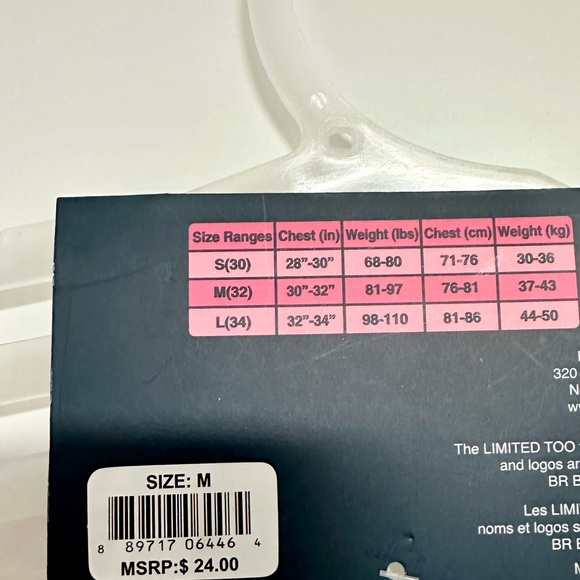 Size Ranges Chest (in) Weight (lbs) Chest (cm) Weight (kg)
S(30) 28"-30" 68-80 71-76 30-36
M(32) 30"-32" 81-97 76-81 37-43
L(34) 32"-34" 98-110 81-86 44-50
320
The LIMITED TOO
and logos
BR
Les
noms et logos
BR
SIZE: M
8 89717 06446 4
MSRP:$ 24.00